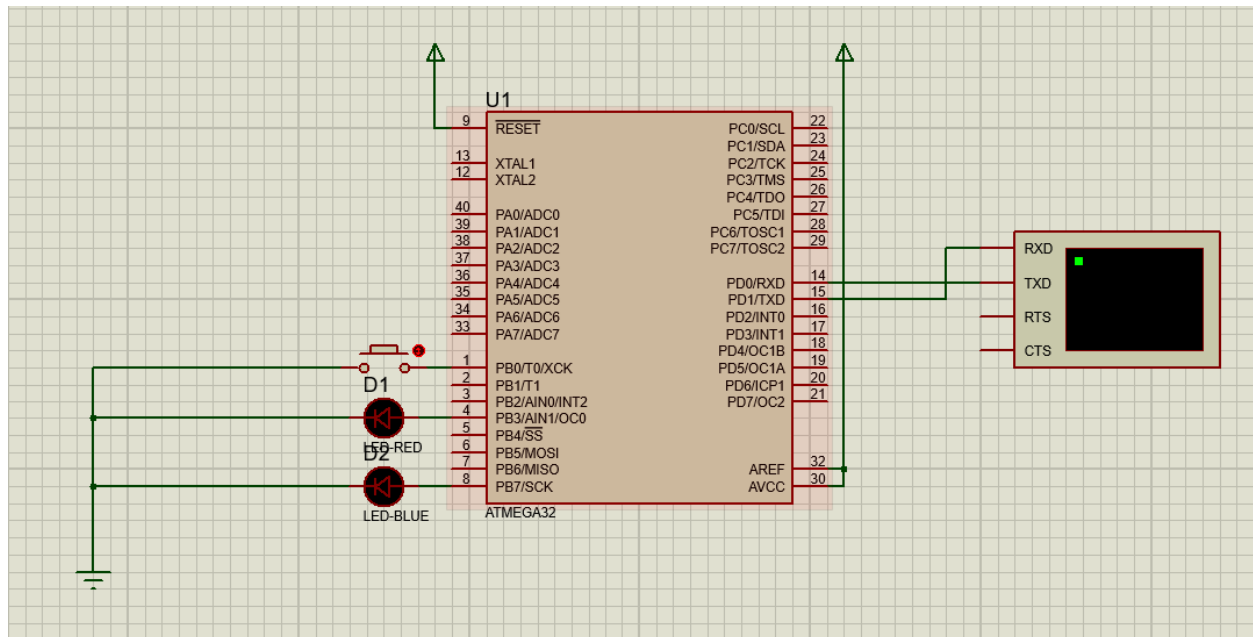 U1
9 RESET
13 XTAL1
12 XTAL2
40 PA0/ADC0
39 PA1/ADC1
38 PA2/ADC2
37 PA3/ADC3
36 PA4/ADC4
35 PA5/ADC5
34 PA6/ADC6
33 PA7/ADC7
1 PB0/T0/XCK
2 PB1/T1
3 PB2/AIN0/INT2
4 PB3/AIN1/OC0
5 PB4/SS
6 PB5/MOSI
7 PB6/MISO
8 PB7/SCK
PC0/SCL 22
PC1/SDA 23
PC2/TCK 24
PC3/TMS 25
PC4/TDO 26
PC5/TDI 27
PC6/TOSC1 28
PC7/TOSC2 29
PD0/RXD 14
PD1/TXD 15
PD2/INT0 16
PD3/INT1 17
PD4/OC1B 18
PD5/OC1A 19
PD6/ICP1 20
PD7/OC2 21
AREF 32
AVCC 30
ATMEGA32
D1
LED-RED
D2
LED-BLUE
RXD
TXD
RTS
CTS